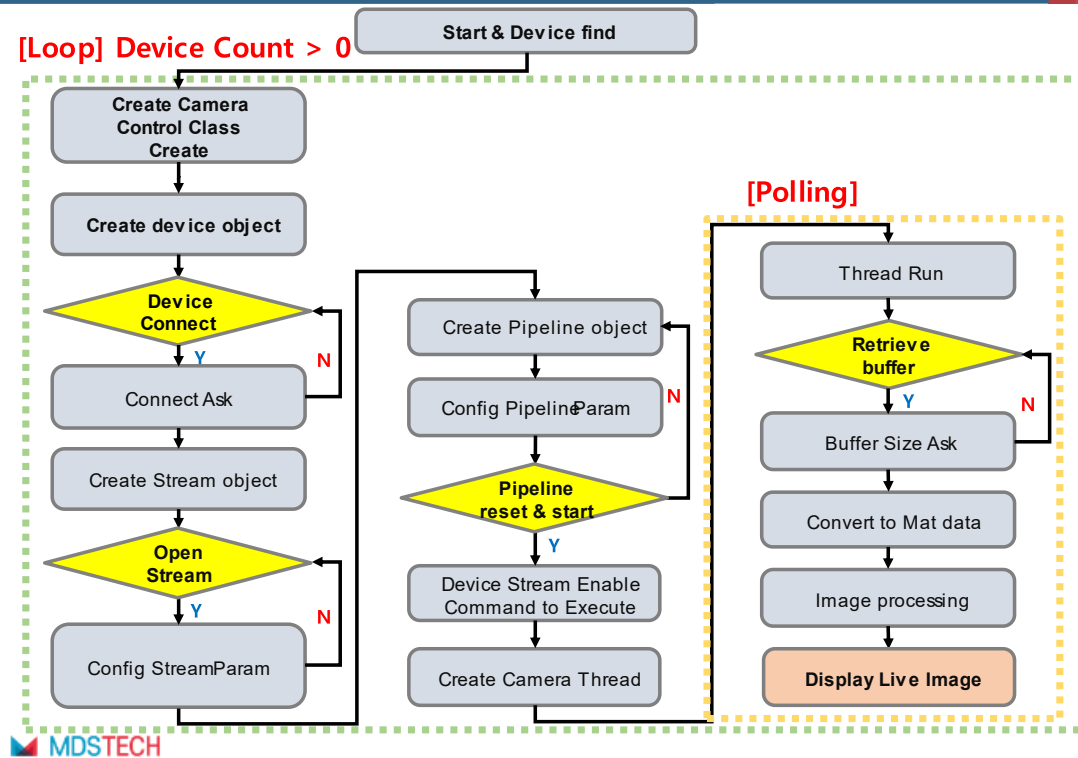 Start & Device find
[Loop] Device Count > 0
Create Camera
Control Class
Create
Create device object
Device
Connect
Y
N
Connect Ask
Create Stream object
Open
Stream
Y
N
Config StreamParam
Create Pipeline object
Config PipelineParam
N
Pipeline
reset & start
Y
Device Stream Enable
Command to Execute
Create Camera Thread
[Polling]
Thread Run
Retrieve
buffer
Y
N
Buffer Size Ask
Convert to Mat data
Image processing
Display Live Image
MDSTECH